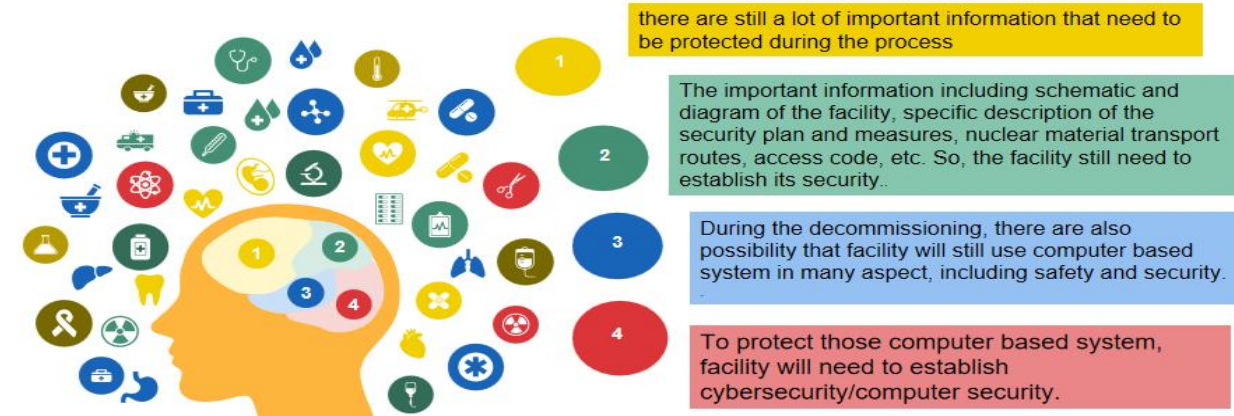 there are still a lot of important information that need to
be protected during the process
1
The important information including schematic and
diagram of the facility, specific description of the
security plan and measures, nuclear material transport
routes, access code, etc. So, the facility still need to
establish its security..
2
During the decommissioning, there are also
possibility that facility will still use computer based
system in many aspect, including safety and security.
.
3
To protect those computer based system,
facility will need to establish
cybersecurity/computer security.
4
1
2
3
4